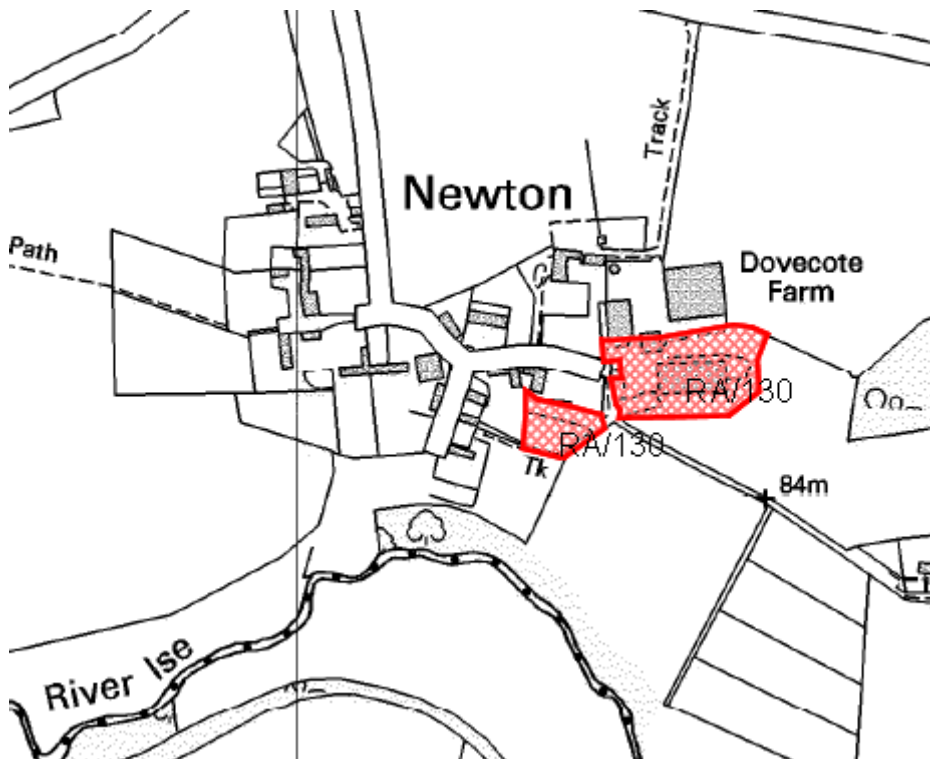 Track
Newton
Path
Dovecote
Farm
RA/130
RA/130
Tk
84m
River Ise